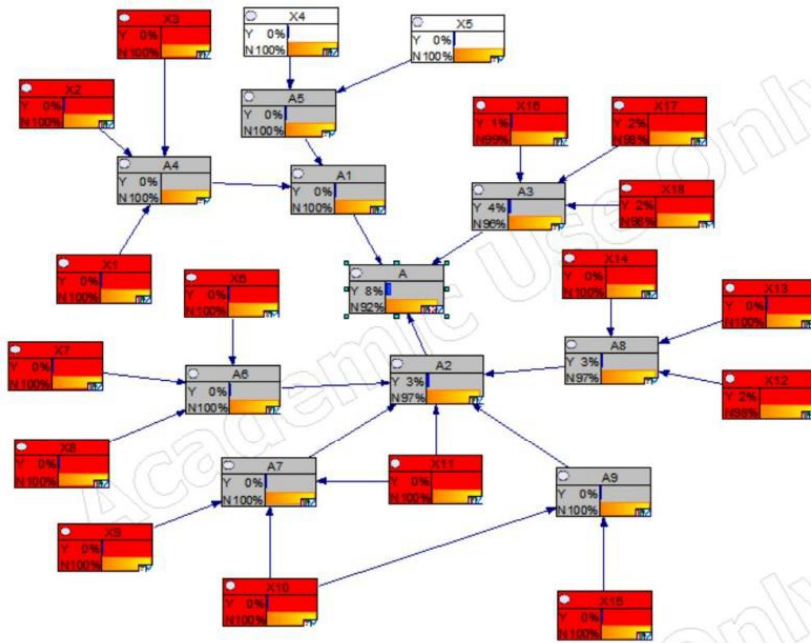 X3
Y 0%
N100%
X4
Y 0%
N100%
X5
Y 0%
N100%
X2
Y 0%
N100%
A5
Y 0%
N100%
X16
Y 1%
N99%
X17
Y 2%
N98%
A4
Y 0%
N100%
A1
Y 0%
N100%
A3
Y 4%
N96%
X18
Y 2%
N98%
X1
Y 0%
N100%
A
Y 8%
N92%
X14
Y 0%
N100%
X6
Y 0%
N100%
X13
Y 0%
N100%
X7
Y 0%
N100%
A6
Y 0%
N100%
A2
Y 3%
N97%
A8
Y 3%
N97%
X12
Y 2%
N98%
X8
Y 0%
N100%
A7
Y 0%
N100%
X11
Y 0%
N100%
A9
Y 0%
N100%
X9
Y 0%
N100%
X10
Y 0%
N100%
X15
Y 0%
N100%
Academic Use Only
Only